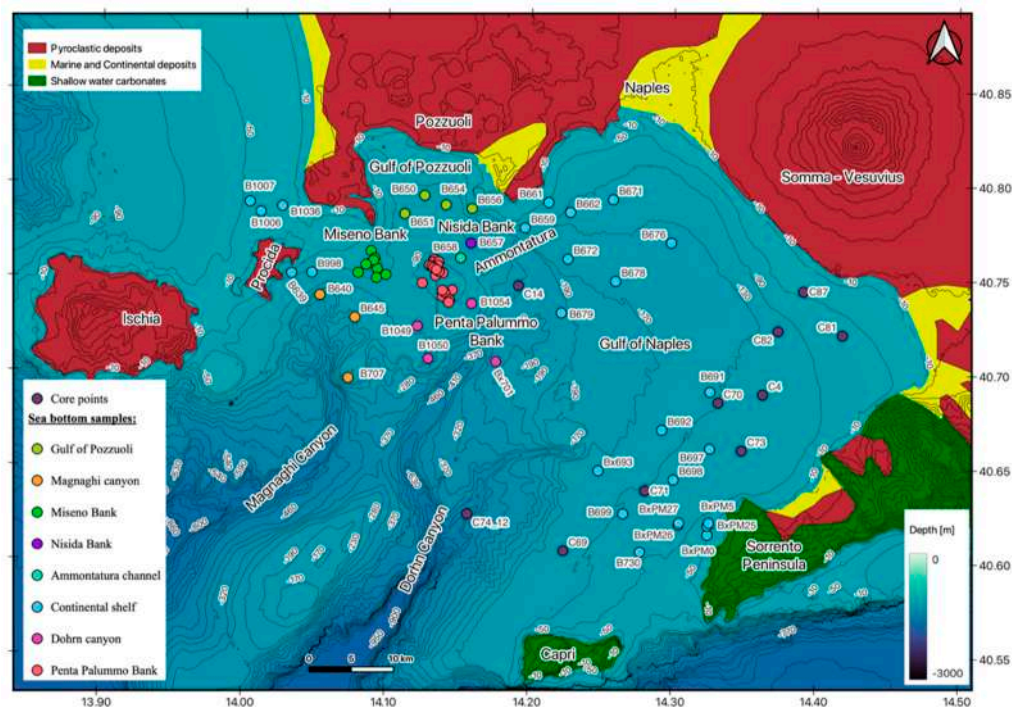 Pyroclastic deposits
Marine and Continental deposits
Shallow water carbonates
Naples
40.85
Pozzuoli
Gulf of Pozzuoli
Somma - Vesuvius
B1007
B650
B654
B661
B671
40.80
B1006
B1036
B651
B656
B662
Miseno Bank
Nisida Bank
B659
B658
B657
Ammontatura
B672
B676
Procida
B998
B639
B640
B678
40.75
C14
C87
Ischia
B645
B1054
B1049
Penta Palummo
Bank
B679
Gulf of Naples
C82
C81
B1050
Bx701
B707
B691
C70
C4
40.70
Core points
Sea bottom samples:
Gulf of Pozzuoli
Magnaghi canyon
Miseno Bank
Nisida Bank
Ammontatura channel
Continental shelf
Dohrn canyon
Penta Palummo Bank
B692
B697
C73
Bx693
B698
40.65
Magnaghi Canyon
C71
C74_12
B699
BxPM27
BxPM5
BxPM25
BxPM26
BxPM0
Dorhn Canyon
C69
B730
Sorrento
Peninsula
40.60
Capri
Depth [m]
0
-3000
0 5 10 km
40.55
13.90 14.00 14.10 14.20 14.30 14.40 14.50